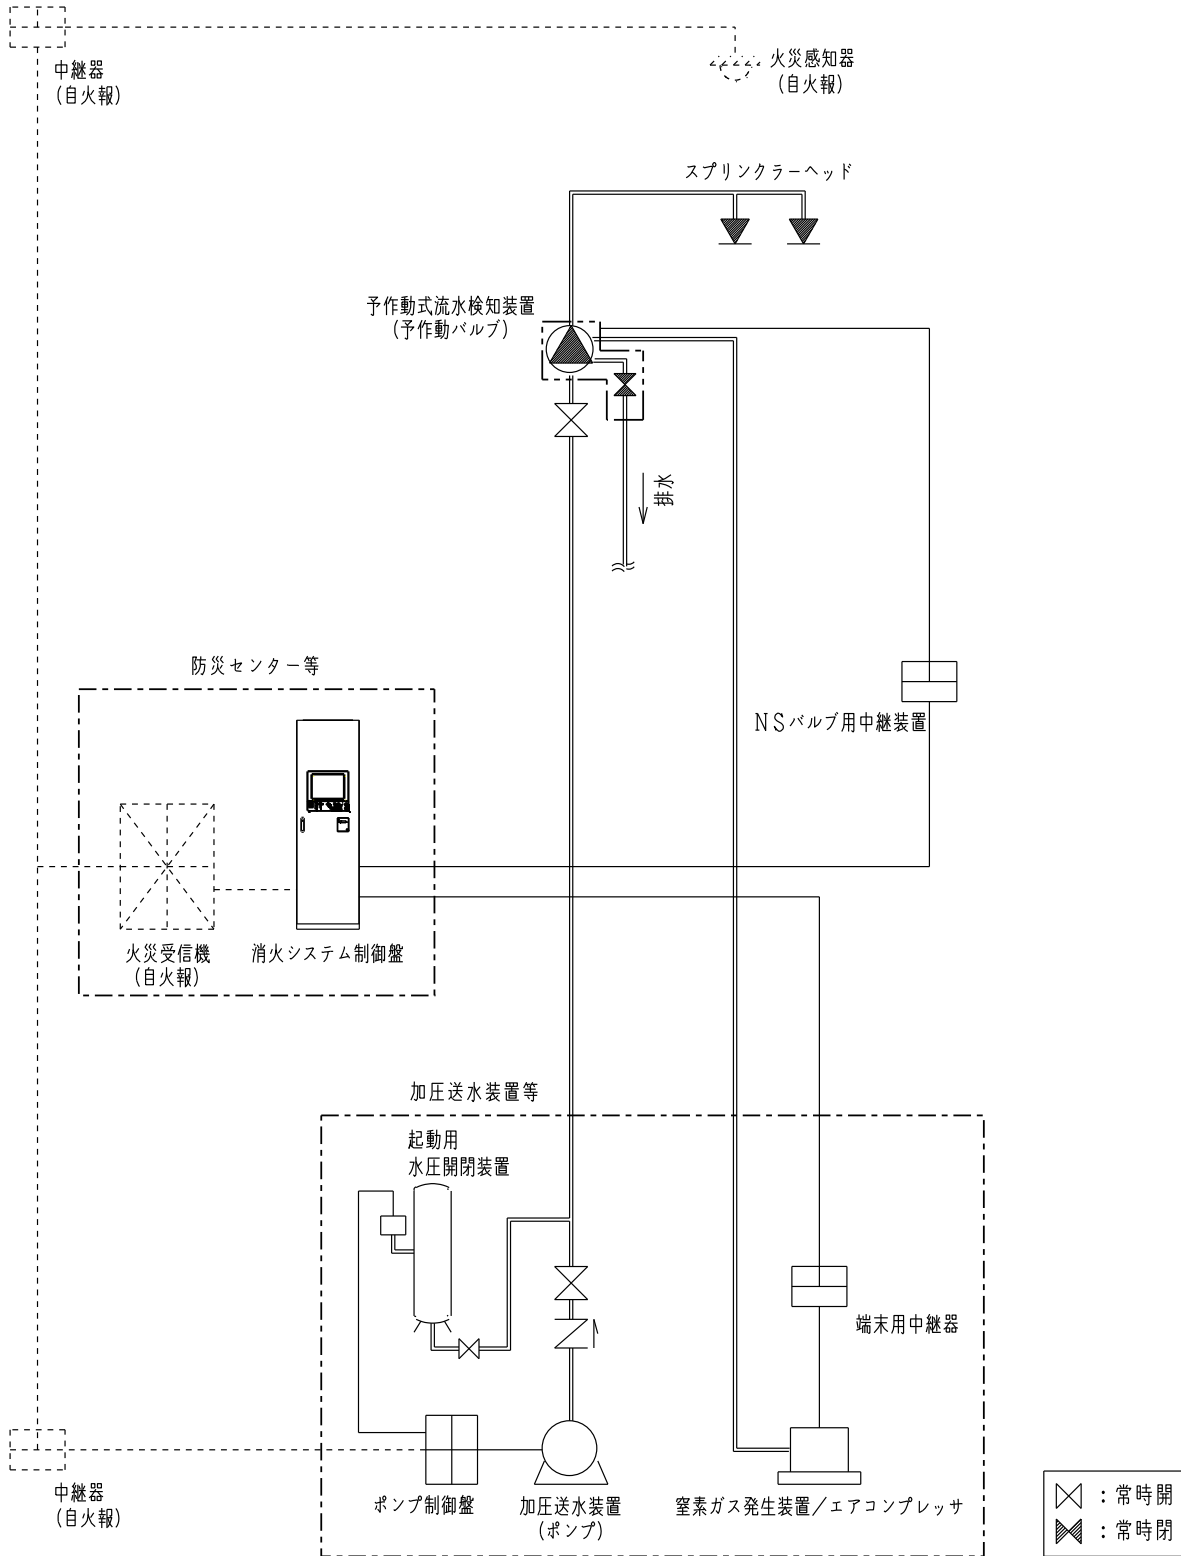 中継器
(自火報)
火災感知器
(自火報)
スプリンクラーヘッド
予作動式流水検知装置
(予作動バルブ)
排水
防災センター等
NSバルブ用中継装置
火災受信機
(自火報)
消火システム制御盤
加圧送水装置等
起動用
水圧開閉装置
端末用中継器
中継器
(自火報)
ポンプ制御盤
加圧送水装置
(ポンプ)
窒素ガス発生装置/エアコンプレッサ
:常時開
:常時閉